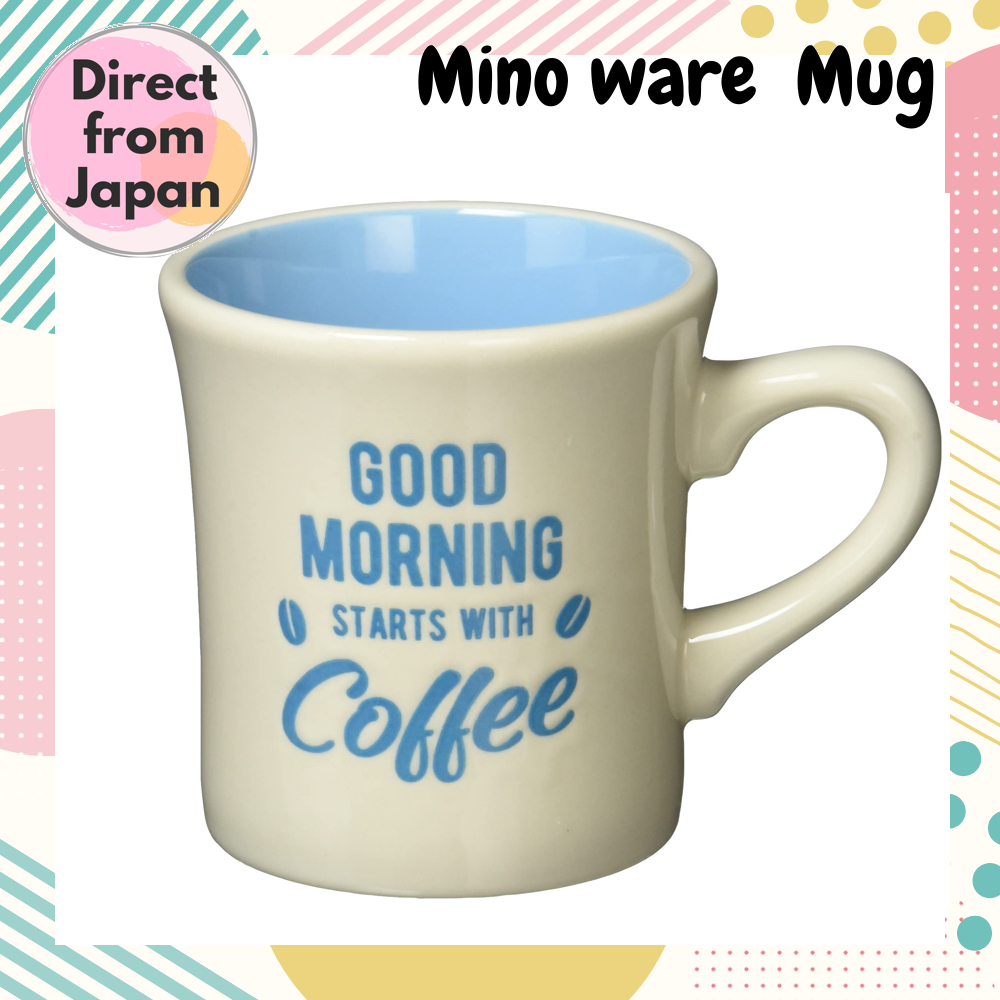 Direct
from
Japan
Mino ware Mug
GOOD
MORNING
STARTS WITH
Coffee